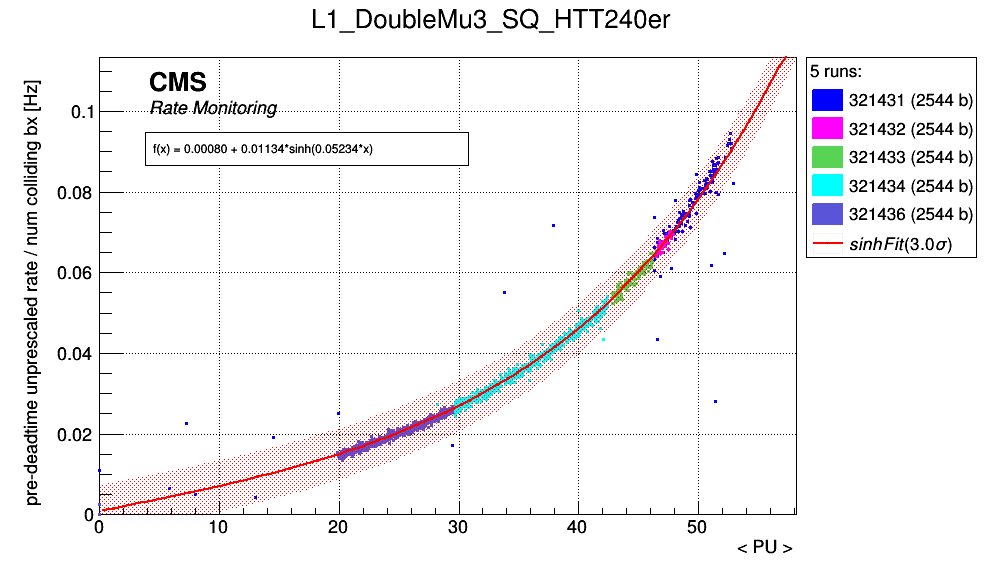 L1_DoubleMu3_SQ_HTT240er
pre-deadtime unprescaled rate / num colliding bx [Hz]
CMS
Rate Monitoring
f(x) = 0.00080 + 0.01134*sinh(0.05234*x)
0.1
0.08
0.06
0.04
0.02
0
0
10
20
30
40
50
< PU >
5 runs:
321431 (2544 b)
321432 (2544 b)
321433 (2544 b)
321434 (2544 b)
321436 (2544 b)
sinhFit(3.0σ)